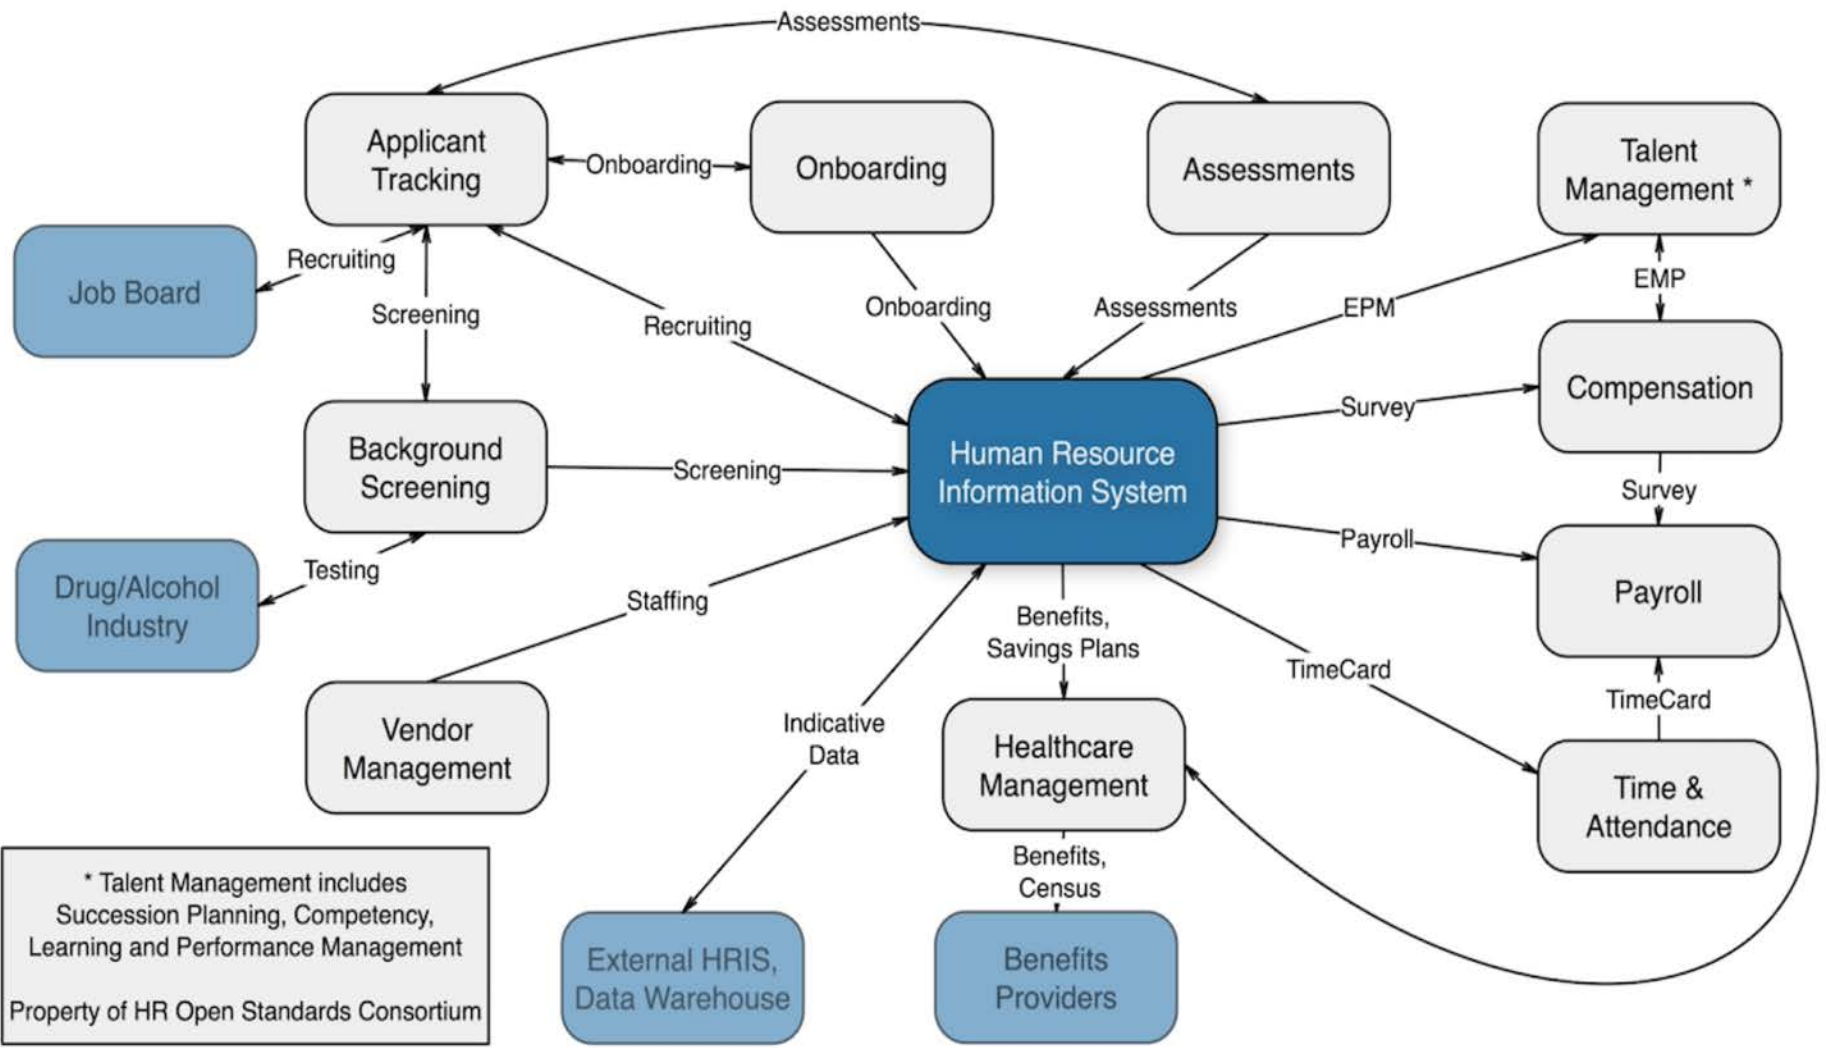 Assessments
Applicant
Tracking
Onboarding
Onboarding
Assessments
Talent
Management *
Job Board
Recruiting
Screening
Recruiting
Onboarding
Assessments
EPM
EMP
Compensation
Background
Screening
Screening
Human Resource
Information System
Survey
Survey
Drug/Alcohol
Industry
Testing
Staffing
Payroll
Payroll
Benefits,
Savings Plans
TimeCard
TimeCard
Vendor
Management
Indicative
Data
Healthcare
Management
Time &
Attendance
Benefits,
Census
External HRIS,
Data Warehouse
Benefits
Providers
* Talent Management includes
Succession Planning, Competency,
Learning and Performance Management
Property of HR Open Standards Consortium